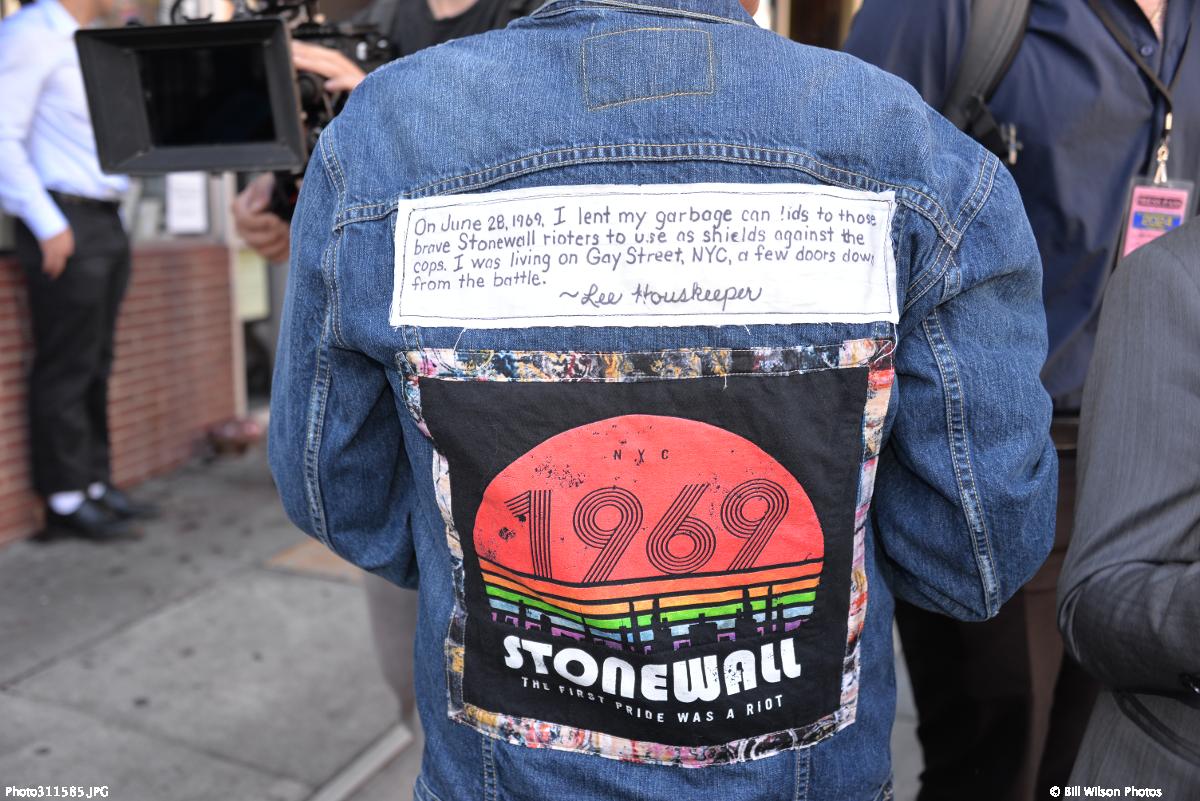 On June 28, 1969, I lent my garbage can lids to those
brave Stonewall rioters to use as shields against the
cops. I was living on Gay Street, NYC, a few doors down
from the battle.
~Lee Houskeeper
NYC
1969
STONEWALL
THE FIRST PRIDE WAS A RIOT
2024
Photo311585.JPG
© Bill Wilson Photos